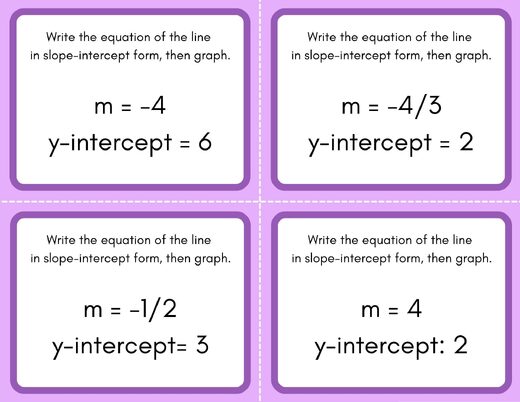 Write the equation of the line
in slope-intercept form, then graph.
m = -4
y-intercept = 6
Write the equation of the line
in slope-intercept form, then graph.
m = -4/3
y-intercept = 2
Write the equation of the line
in slope-intercept form, then graph.
m = -1/2
y-intercept= 3
Write the equation of the line
in slope-intercept form, then graph.
m = 4
y-intercept: 2